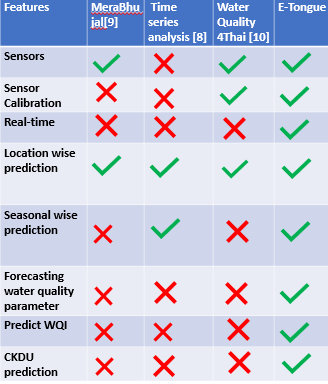 Features MeraBhu Time Water E-Tongue
jal[9] series Quality
analysis [8] 4Thai [10]
Sensors
Sensor
Calibration
Real-time
Location wise
prediction
Seasonal wise
prediction
Forecasting
water quality
parameter
Predict WQI
CKDU
prediction